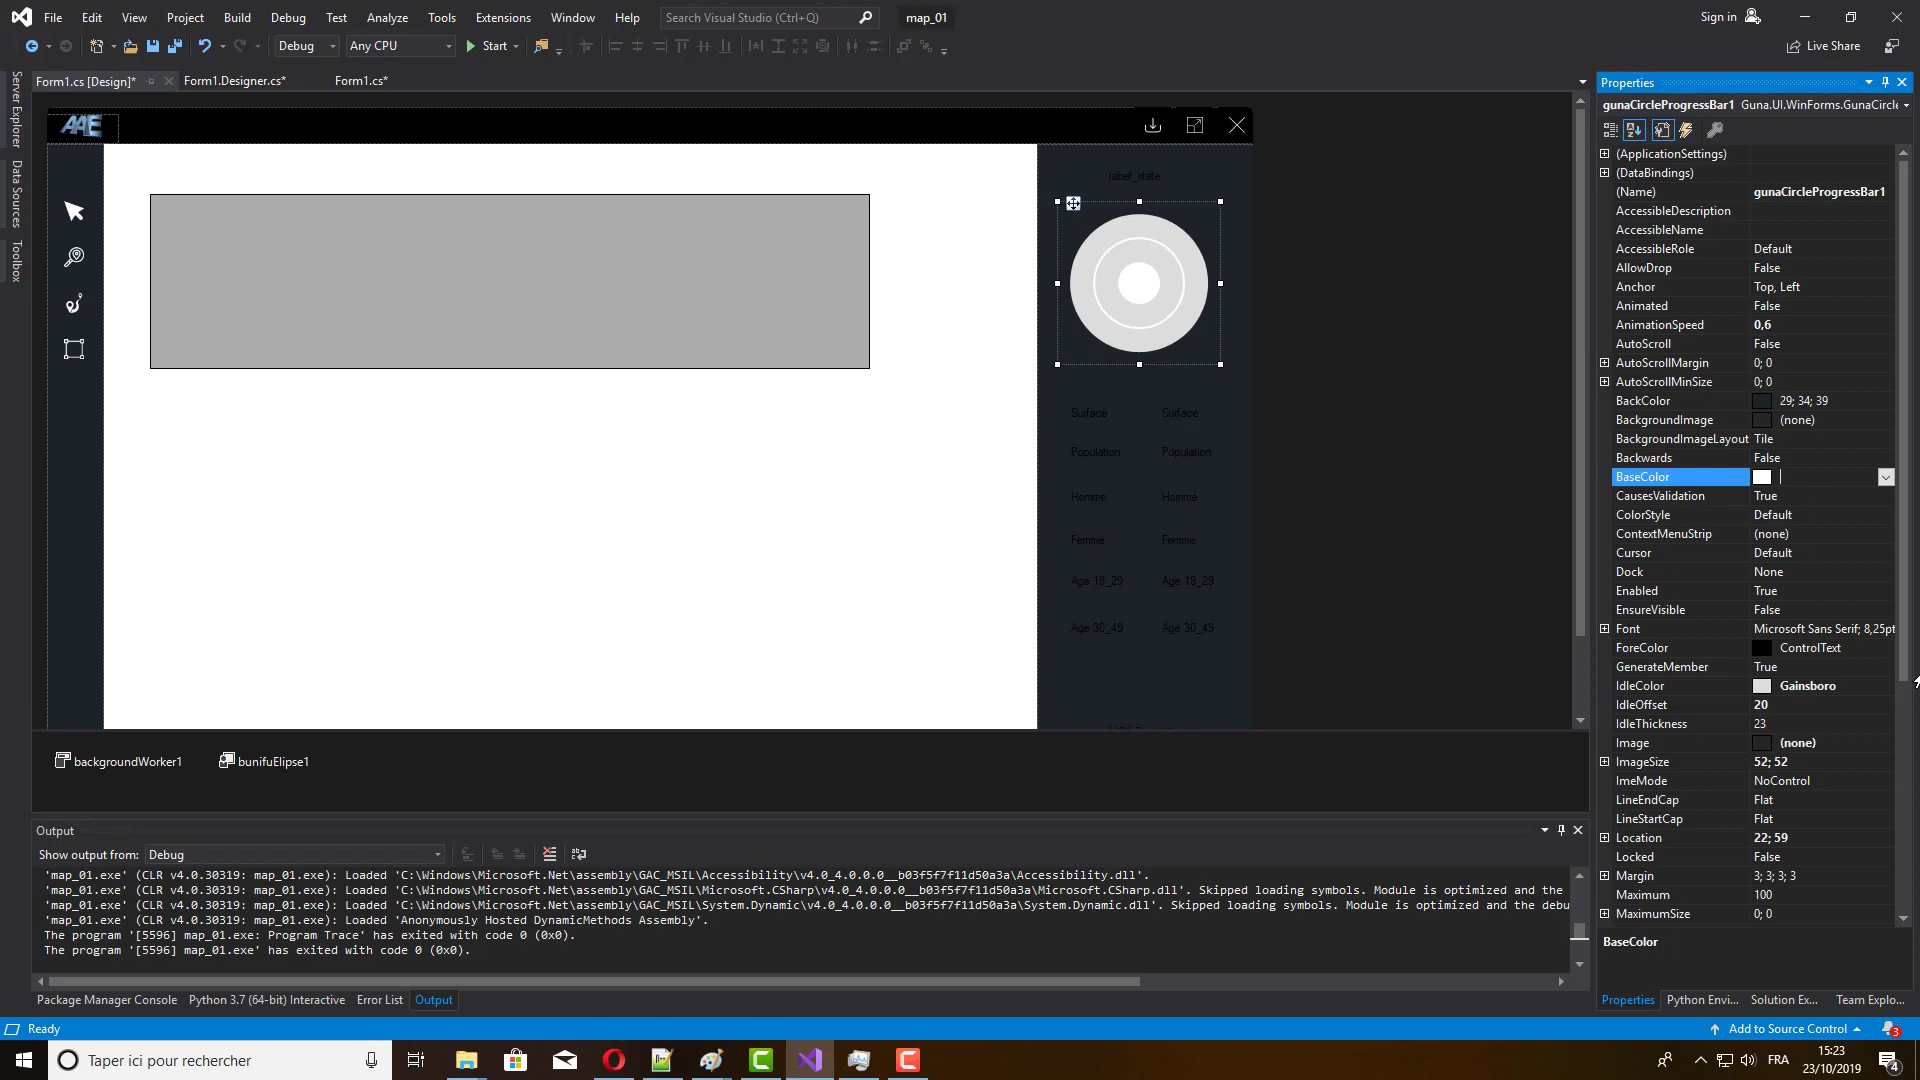 File Edit View Project Build Debug Test Analyze Tools Extensions Window Help Search Visual Studio (Ctrl+Q) map_01 Sign in
Debug Any CPU Start Live Share
Form1.cs [Design]* Form1.Designer.cs* Form1.cs*
Server Explorer
Data Sources
Toolbox
AAE
label_state
Surface Surface
Population Population
Homme Homme
Femme Femme
Age 18_29 Age 18_29
Age 30_49 Age 30_49
backgroundWorker1 bunifuElipse1
Output
Show output from: Debug
'map_01.exe' (CLR v4.0.30319: map_01.exe): Loaded 'C:\Windows\Microsoft.Net\assembly\GAC_MSIL\Accessibility\v4.0_4.0.0.0__b03f5f7f11d50a3a\Accessibility.dll'.
'map_01.exe' (CLR v4.0.30319: map_01.exe): Loaded 'C:\Windows\Microsoft.Net\assembly\GAC_MSIL\Microsoft.CSharp\v4.0_4.0.0.0__b03f5f7f11d50a3a\Microsoft.CSharp.dll'. Skipped loading symbols. Module is optimized and the
'map_01.exe' (CLR v4.0.30319: map_01.exe): Loaded 'C:\Windows\Microsoft.Net\assembly\GAC_MSIL\System.Dynamic\v4.0_4.0.0.0__b03f5f7f11d50a3a\System.Dynamic.dll'. Skipped loading symbols. Module is optimized and the debu
'map_01.exe' (CLR v4.0.30319: map_01.exe): Loaded 'Anonymously Hosted DynamicMethods Assembly'.
The program '[5596] map_01.exe: Program Trace' has exited with code 0 (0x0).
The program '[5596] map_01.exe' has exited with code 0 (0x0).
Package Manager Console Python 3.7 (64-bit) Interactive Error List Output
Properties
gunaCircleProgressBar1 Guna.UI.WinForms.GunaCircle
(ApplicationSettings)
(DataBindings)
(Name) gunaCircleProgressBar1
AccessibleDescription
AccessibleName
AccessibleRole Default
AllowDrop False
Anchor Top, Left
Animated False
AnimationSpeed 0,6
AutoScroll False
AutoScrollMargin 0; 0
AutoScrollMinSize 0; 0
BackColor 29; 34; 39
BackgroundImage (none)
BackgroundImageLayout Tile
Backwards False
BaseColor
CausesValidation True
ColorStyle Default
ContextMenuStrip (none)
Cursor Default
Dock None
Enabled True
EnsureVisible False
Font Microsoft Sans Serif; 8,25pt
ForeColor ControlText
GenerateMember True
IdleColor Gainsboro
IdleOffset 20
IdleThickness 23
Image (none)
ImageSize 52; 52
ImeMode NoControl
LineEndCap Flat
LineStartCap Flat
Location 22; 59
Locked False
Margin 3; 3; 3; 3
Maximum 100
MaximumSize 0; 0
BaseColor
Properties Python Envi... Solution Ex... Team Explo...
Ready Add to Source Control 3
Taper ici pour rechercher FRA 15:23
23/10/2019 4